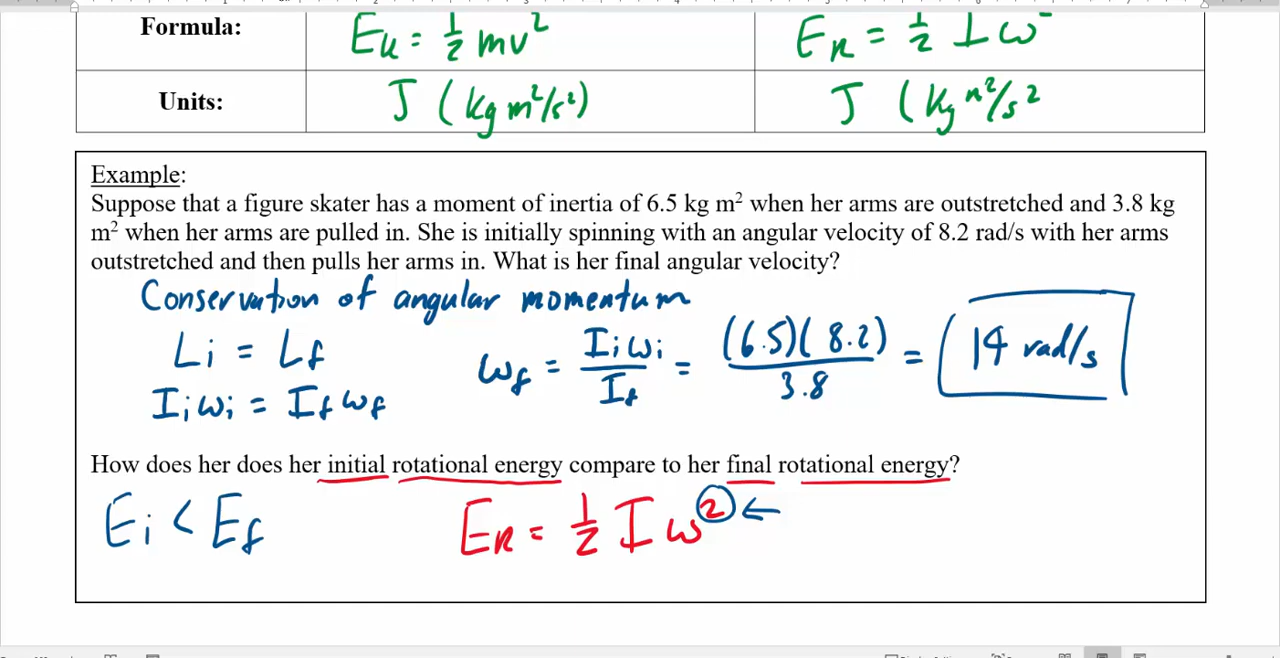 Formula: E_K = ½ mv² E_R = ½ I ω
Units: J (kg m²/s²) J (kg m²/s²
Example:
Suppose that a figure skater has a moment of inertia of 6.5 kg m² when her arms are outstretched and 3.8 kg
m² when her arms are pulled in. She is initially spinning with an angular velocity of 8.2 rad/s with her arms
outstretched and then pulls her arms in. What is her final angular velocity?
Conservation of angular momentum
Li = Lf
Iiωi = Ifωf
ωf = Iiωi / If = (6.5)(8.2) / 3.8 = 14 rad/s
How does her does her initial rotational energy compare to her final rotational energy?
Ei < Ef E_R = ½ I ω² ←